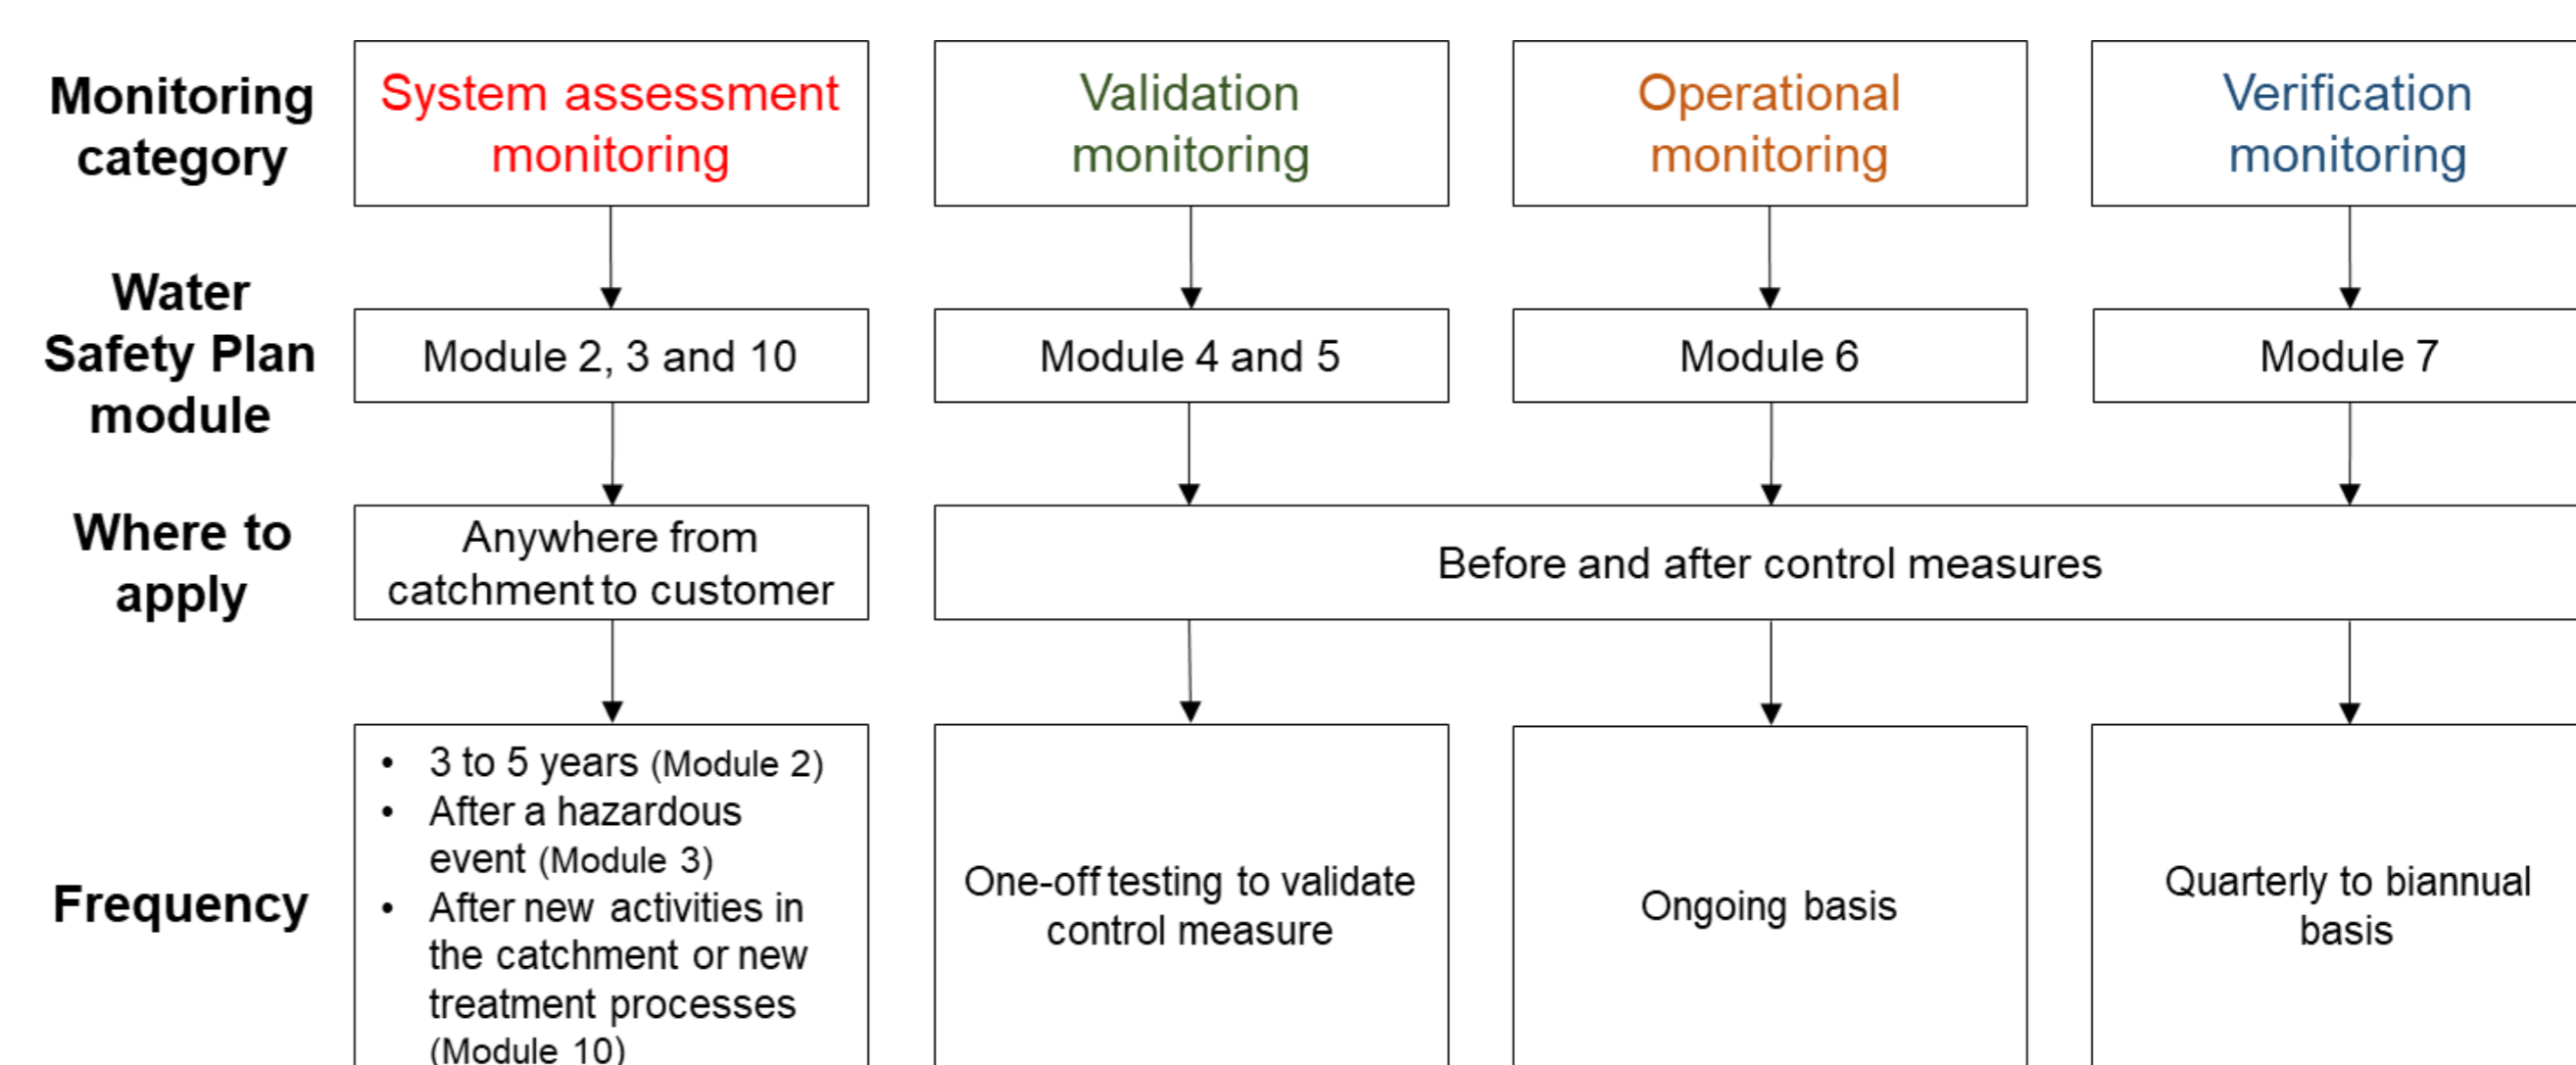 Monitoring
category
System assessment
monitoring
Validation
monitoring
Operational
monitoring
Verification
monitoring
Water
Safety Plan
module
Module 2, 3 and 10
Module 4 and 5
Module 6
Module 7
Where to
apply
Anywhere from
catchment to customer
Before and after control measures
Frequency
• 3 to 5 years (Module 2)
• After a hazardous
event (Module 3)
• After new activities in
the catchment or new
treatment processes
(Module 10)
One-off testing to validate
control measure
Ongoing basis
Quarterly to biannual
basis